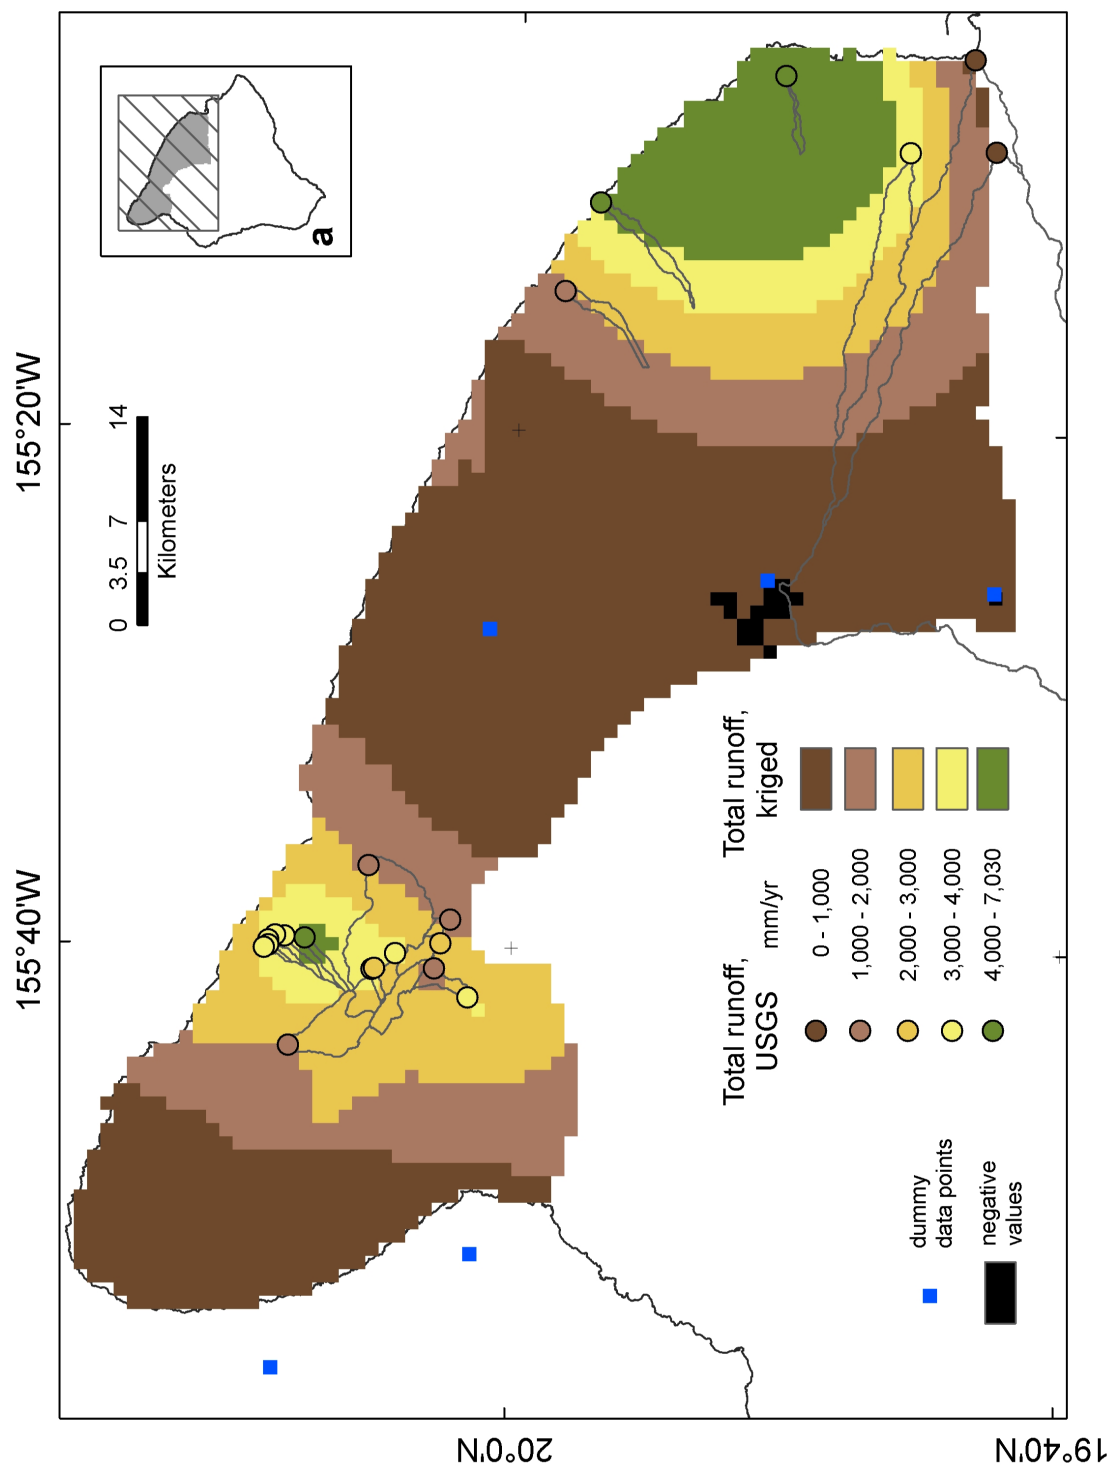 a
155°40'W
155°20'W
0 3.5 7 14
Kilometers
20°0'N
19°40'N
dummy
data points
negative
values
Total runoff,
USGS
mm/yr
Total runoff,
kriged
0 - 1,000
1,000 - 2,000
2,000 - 3,000
3,000 - 4,000
4,000 - 7,030